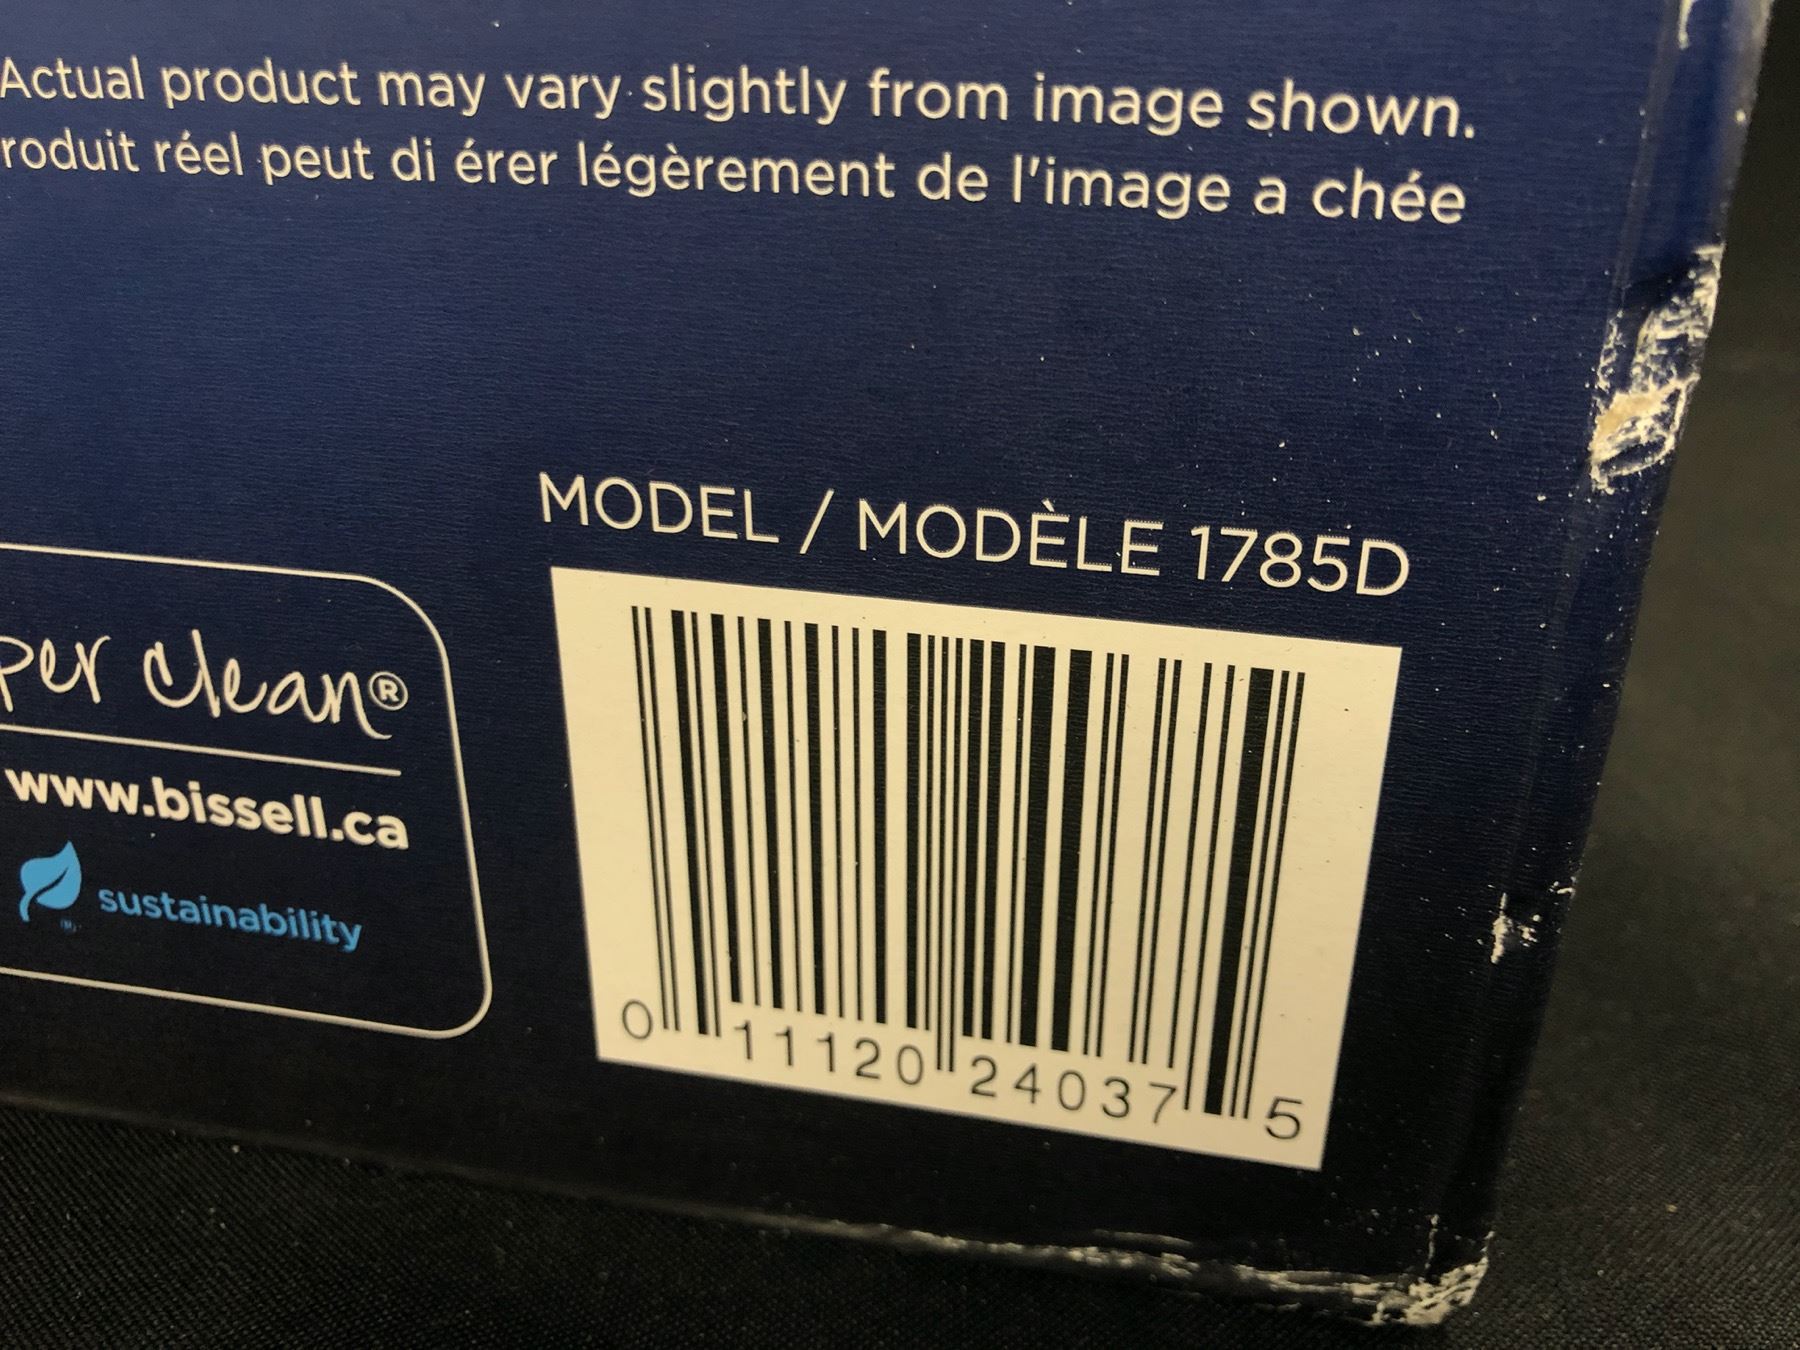 Actual product may vary slightly from image shown.
roduit réel peut di érer légèrement de l'image a chée
MODEL / MODÈLE 1785D
per clean®
www.bissell.ca
sustainability
0 11120 24037 5